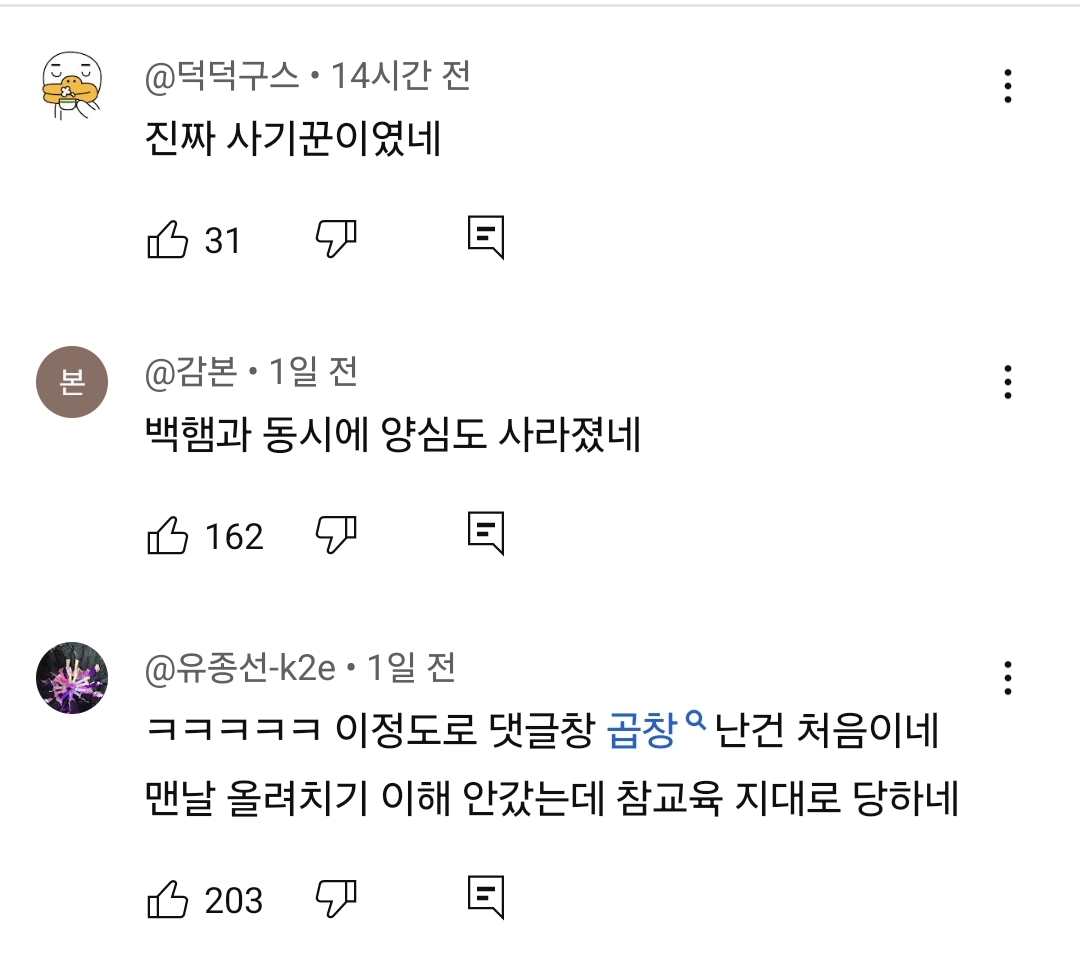 @덕덕구스 • 14시간 전
진짜 사기꾼이였네
31
본
@감본 • 1일 전
백햄과 동시에 양심도 사라졌네
162
@유종선-k2e • 1일 전
ㅋㅋㅋㅋㅋ 이정도로 댓글창 곱창 난건 처음이네
맨날 올려치기 이해 안갔는데 참교육 지대로 당하네
203